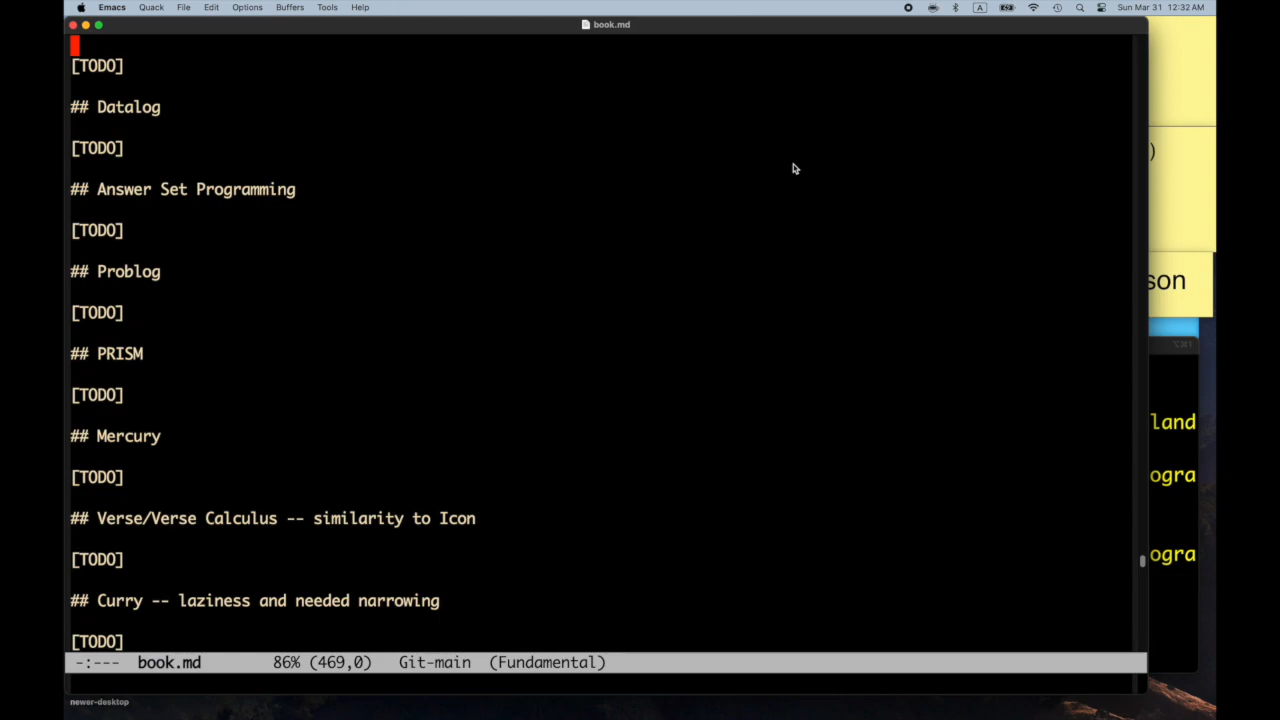 Emacs Quack File Edit Options Buffers Tools Help A Sun Mar 31 12:32 AM
book.md
[TODO]
## Datalog
[TODO]
)
## Answer Set Programming
[TODO]
## Problog
son
[TODO]
## PRISM
[TODO]
land
## Mercury
[TODO]
ogra
## Verse/Verse Calculus -- similarity to Icon
[TODO]
ogra
## Curry -- laziness and needed narrowing
[TODO]
-:--- book.md 86% (469,0) Git-main (Fundamental)
newer-desktop